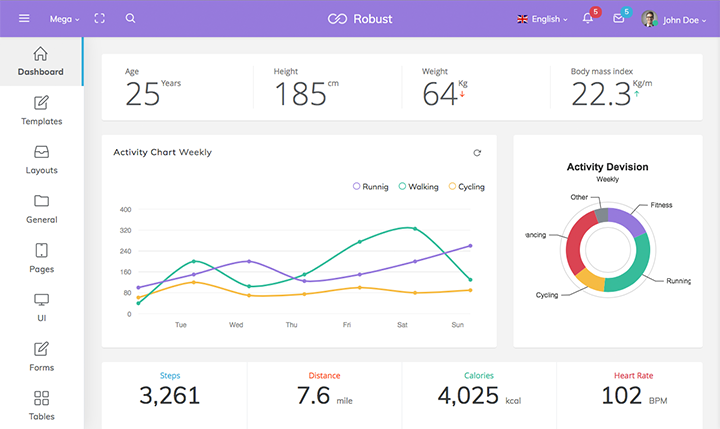 Mega
Robust
English
5
5
John Doe
Dashboard
Templates
Layouts
General
Pages
UI
Forms
Tables
Age
25 Years
Height
185 cm
Weight
64 Kg
Body mass index
22.3 Kg/m
Activity Chart Weekly
Runnig
Walking
Cycling
400
320
240
160
80
0
Tue
Wed
Thu
Fri
Sat
Sun
Activity Devision
Weekly
Other
Fitness
ancing
Running
Cycling
Steps
3,261
Distance
7.6 mile
Calories
4,025 kcal
Heart Rate
102 BPM